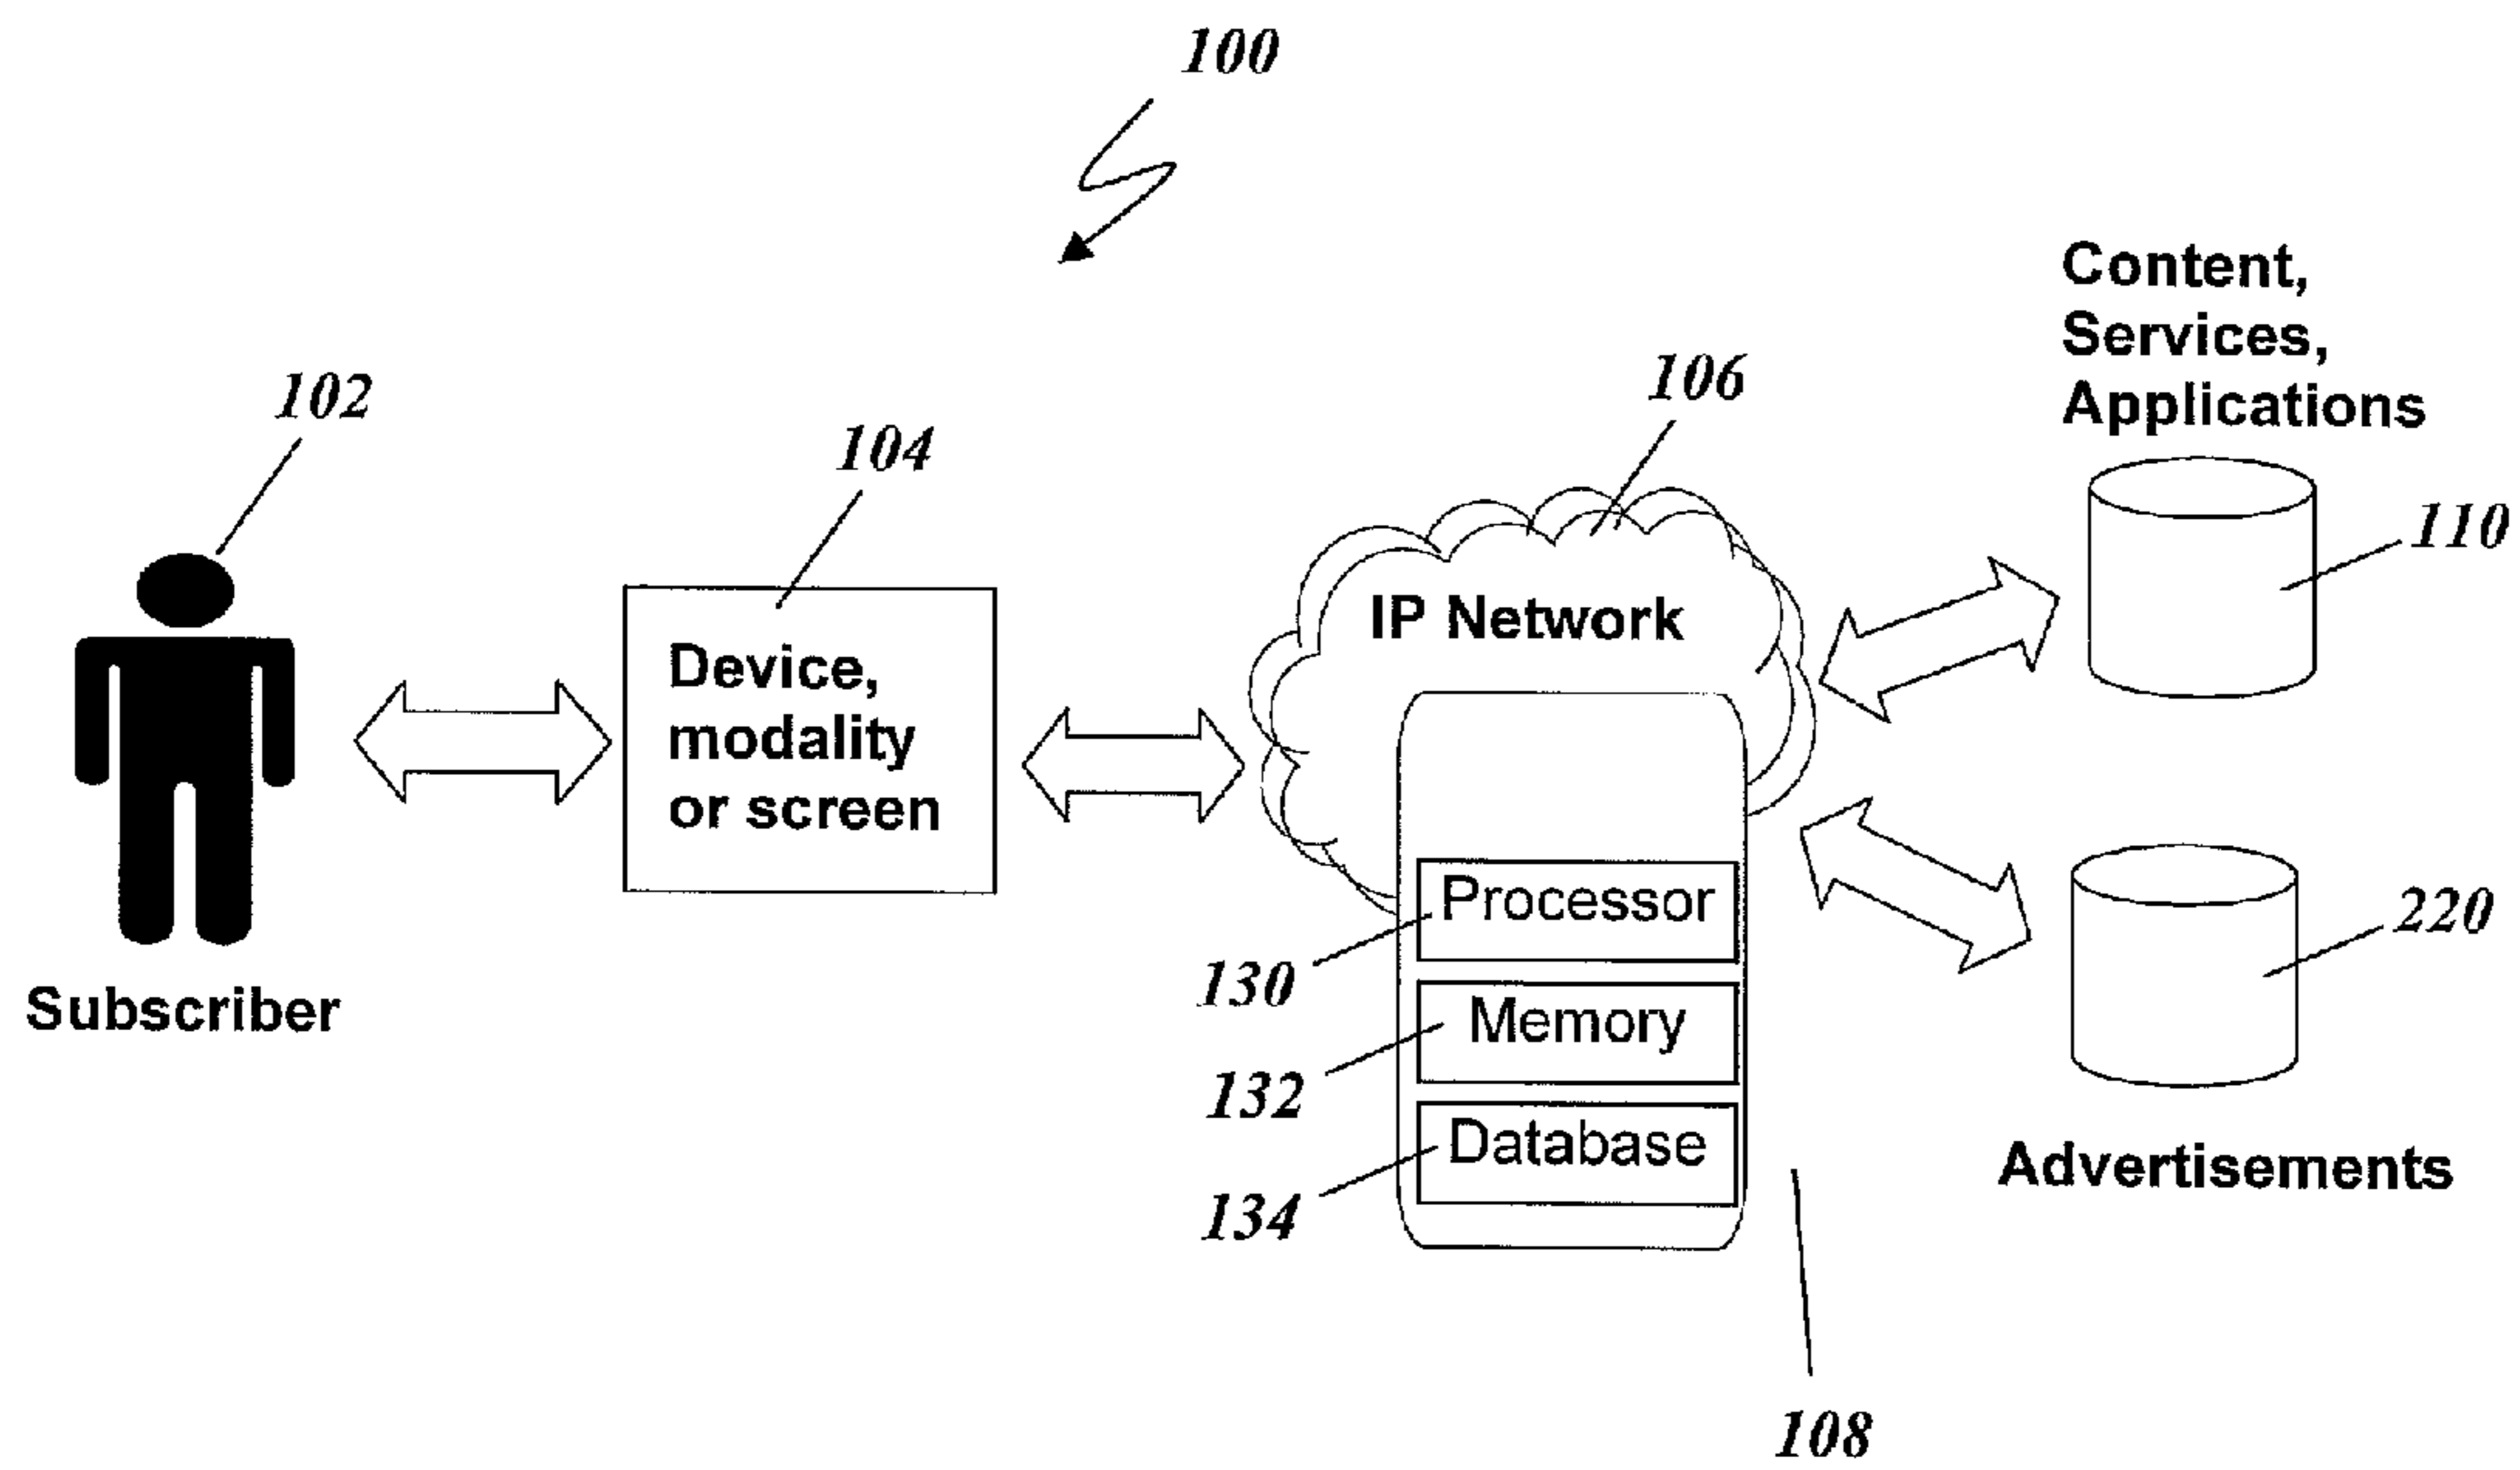 100
Content,
Services,
Applications
106
102
104
110
IP Network
Device,
modality
or screen
Processor
220
130
Subscriber
Memory
132
Database
Advertisements
134
108